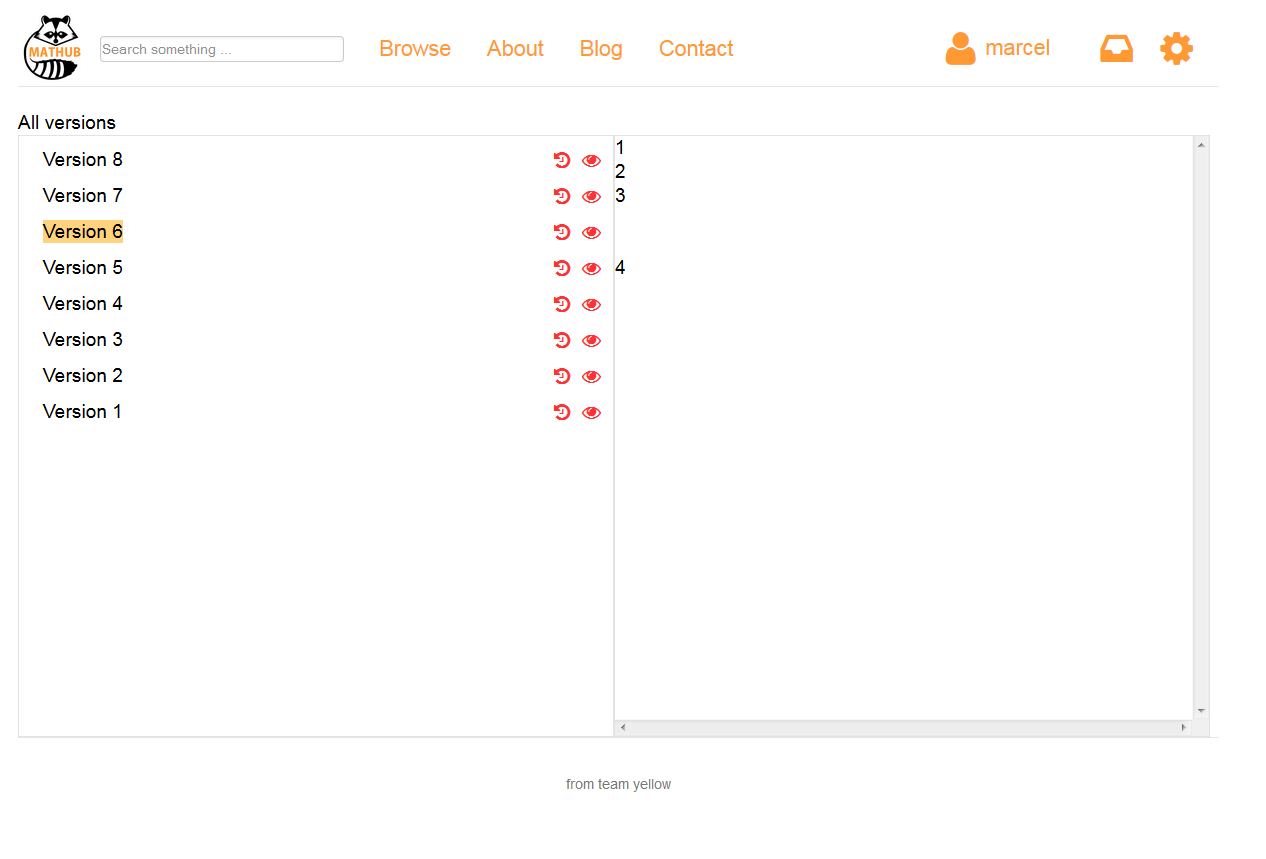 MATHUB
Search something ...
Browse About Blog Contact
marcel
All versions
Version 8
Version 7
Version 6
Version 5
Version 4
Version 3
Version 2
Version 1
1
2
3
4
from team yellow